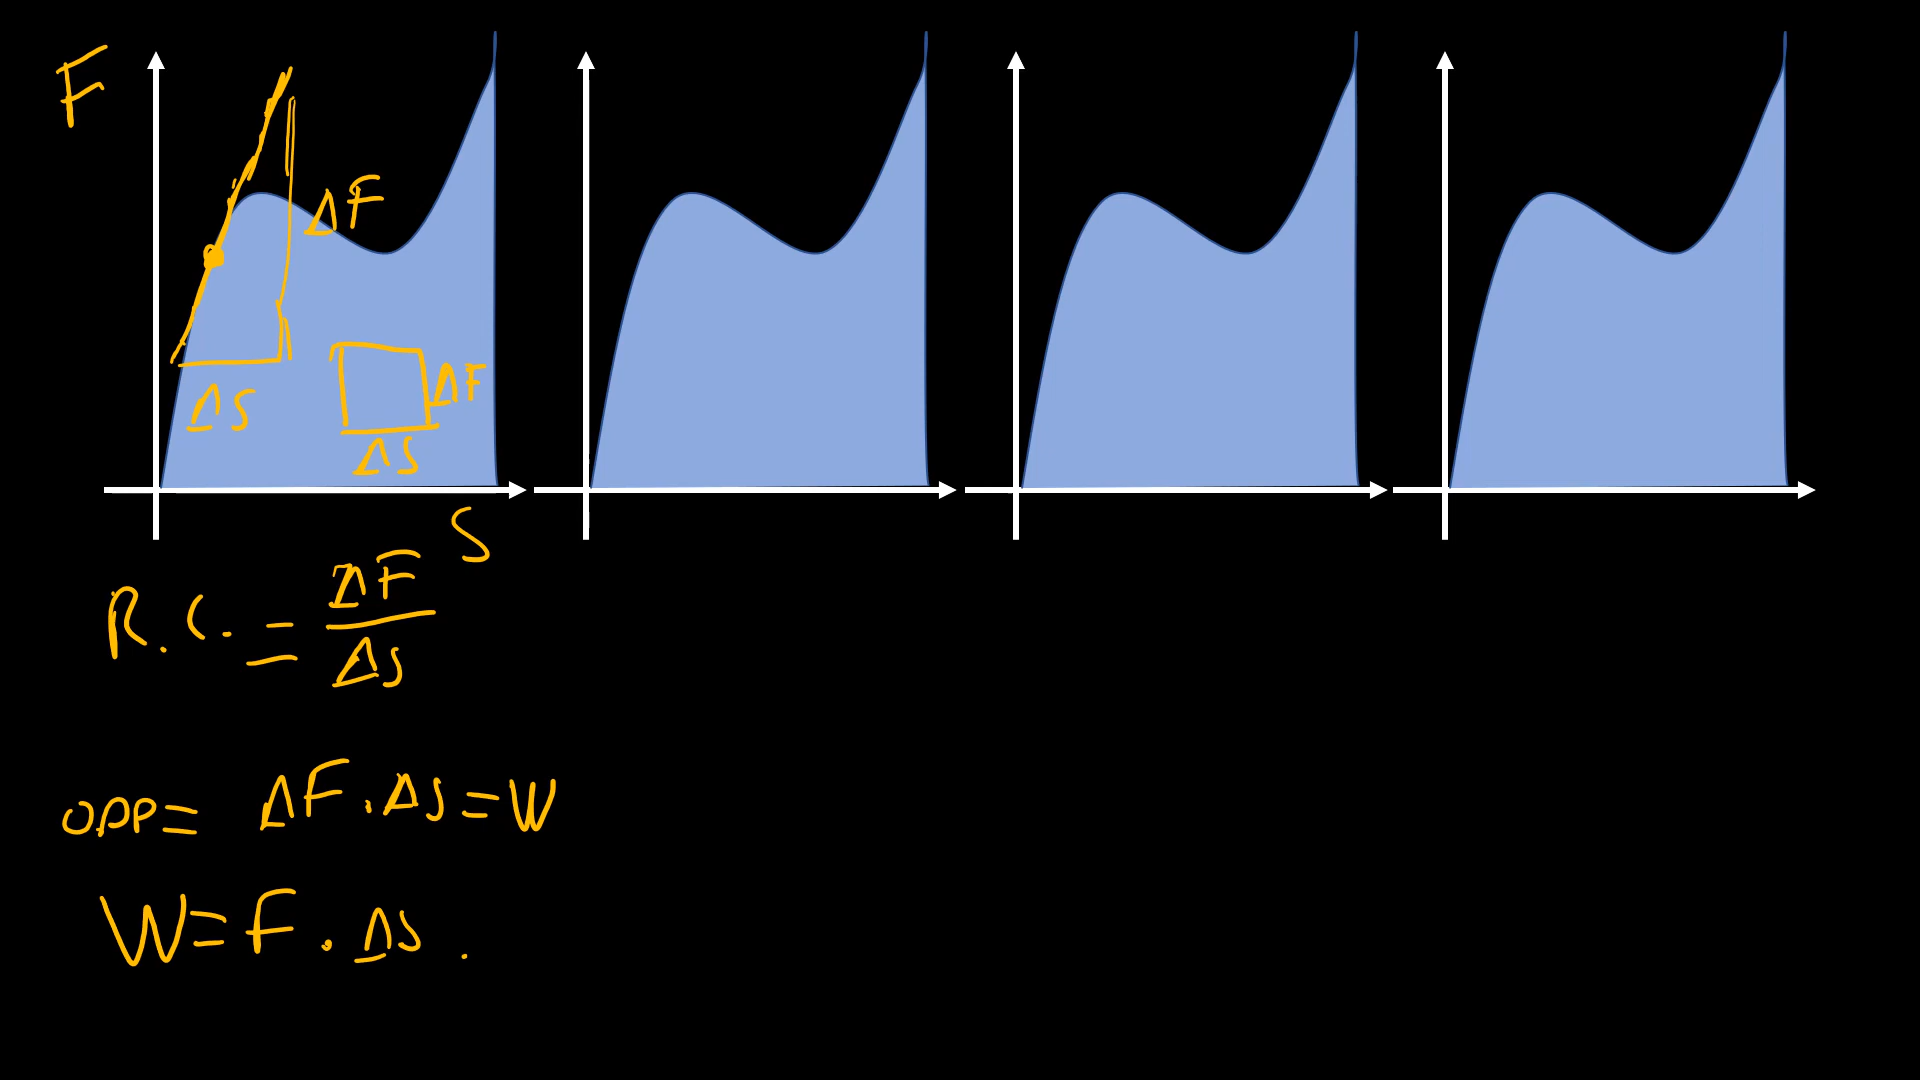 F
ΔF
ΔS
ΔF
ΔS
S
R.C. = ΔF/ΔS
OPP = ΔF . ΔS = W
W = F . ΔS .